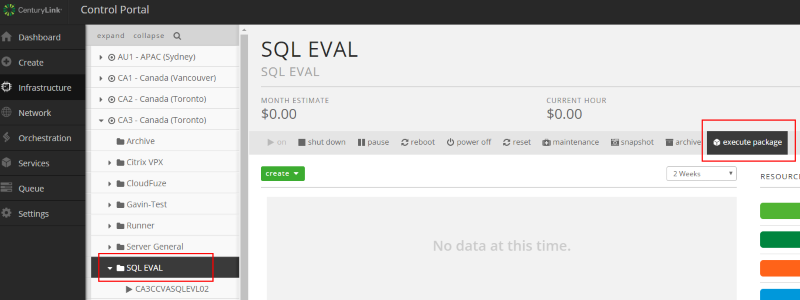 CenturyLink
Control Portal
Dashboard
Create
Infrastructure
Network
Orchestration
Services
Queue
Settings
expand collapse
AU1 - APAC (Sydney)
CA1 - Canada (Vancouver)
CA2 - Canada (Toronto)
CA3 - Canada (Toronto)
Archive
Citrix VPX
CloudFuze
Gavin-Test
Runner
Server General
SQL EVAL
CA3CCVASQLEVL02
SQL EVAL
SQL EVAL
MONTH ESTIMATE
$0.00
CURRENT HOUR
$0.00
on shut down pause reboot power off reset maintenance snapshot archive execute package
create
2 Weeks
No data at this time.
RESOURC